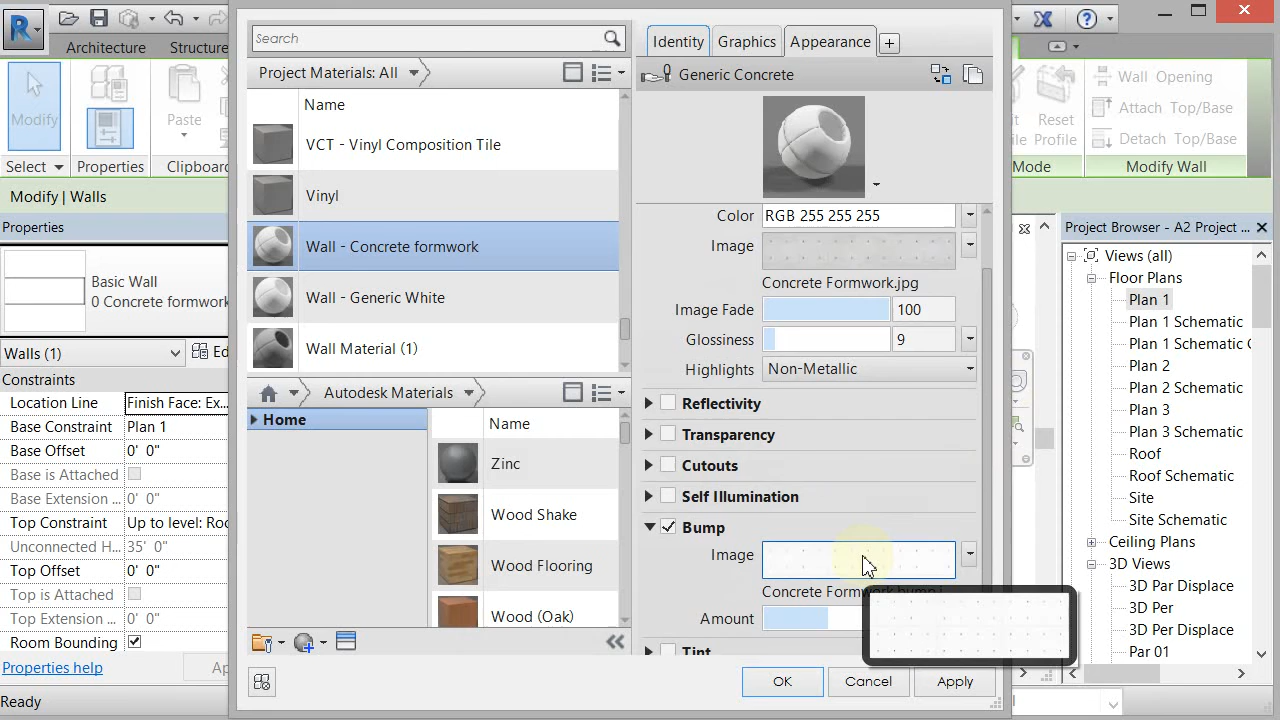 Architecture
Structure
Modify
Select
Properties
Paste
Clipboard
Modify | Walls
Properties
Basic Wall
0 Concrete formwork
Walls (1)
Constraints
Location Line
Finish Face: Ex...
Base Constraint
Plan 1
Base Offset
0' 0"
Base is Attached
Base Extension ...
0' 0"
Top Constraint
Up to level: Roo
Unconnected H...
35' 0"
Top Offset
0' 0"
Top is Attached
Top Extension ...
0' 0"
Room Bounding
Properties help
Ready
Search
Project Materials: All
Name
VCT - Vinyl Composition Tile
Vinyl
Wall - Concrete formwork
Wall - Generic White
Wall Material (1)
Autodesk Materials
Home
Name
Zinc
Wood Shake
Wood Flooring
Wood (Oak)
Identity
Graphics
Appearance
Generic Concrete
Color
RGB 255 255 255
Image
Concrete Formwork.jpg
Image Fade
100
Glossiness
9
Highlights
Non-Metallic
Reflectivity
Transparency
Cutouts
Self Illumination
Bump
Image
Concrete Formwork bump
Amount
Tint
OK
Cancel
Apply
Reset
Profile
Mode
Wall Opening
Attach Top/Base
Detach Top/Base
Modify Wall
Project Browser - A2 Project ...
Views (all)
Floor Plans
Plan 1
Plan 1 Schematic
Plan 1 Schematic C
Plan 2
Plan 2 Schematic
Plan 3
Plan 3 Schematic
Roof
Roof Schematic
Site
Site Schematic
Ceiling Plans
3D Views
3D Par Displace
3D Per
3D Per Displace
Par 01